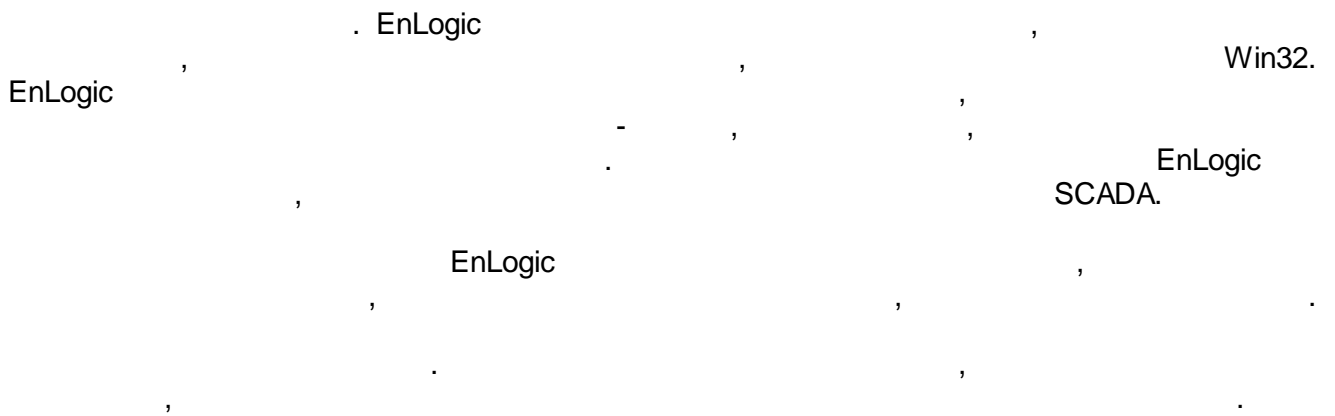 . EnLogic ,
, , Win32.
EnLogic ,
- , ,
. EnLogic
, SCADA.
EnLogic ,
, , .
. ,
, .